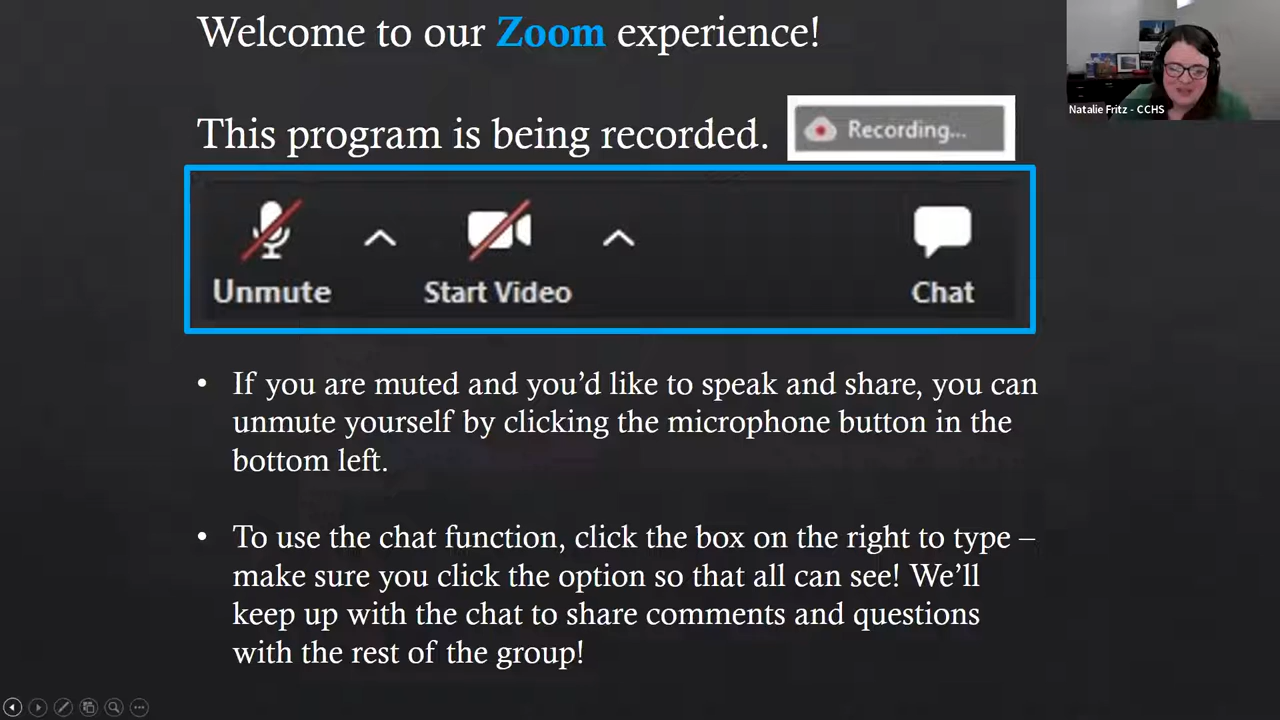 Welcome to our Zoom experience!
Natalie Fritz - CCHS
This program is being recorded.
Recording...
Unmute
Start Video
Chat
• If you are muted and you’d like to speak and share, you can
unmute yourself by clicking the microphone button in the
bottom left.
• To use the chat function, click the box on the right to type –
make sure you click the option so that all can see! We’ll
keep up with the chat to share comments and questions
with the rest of the group!